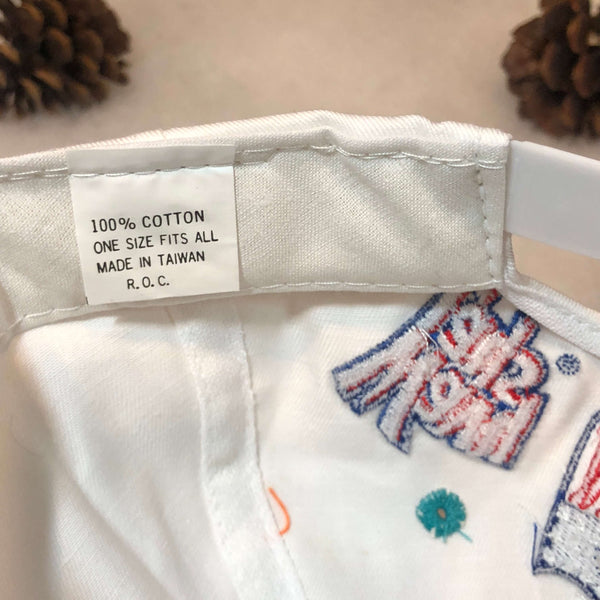 100% COTTON
ONE SIZE FITS ALL
MADE IN TAIWAN
R.O.C.